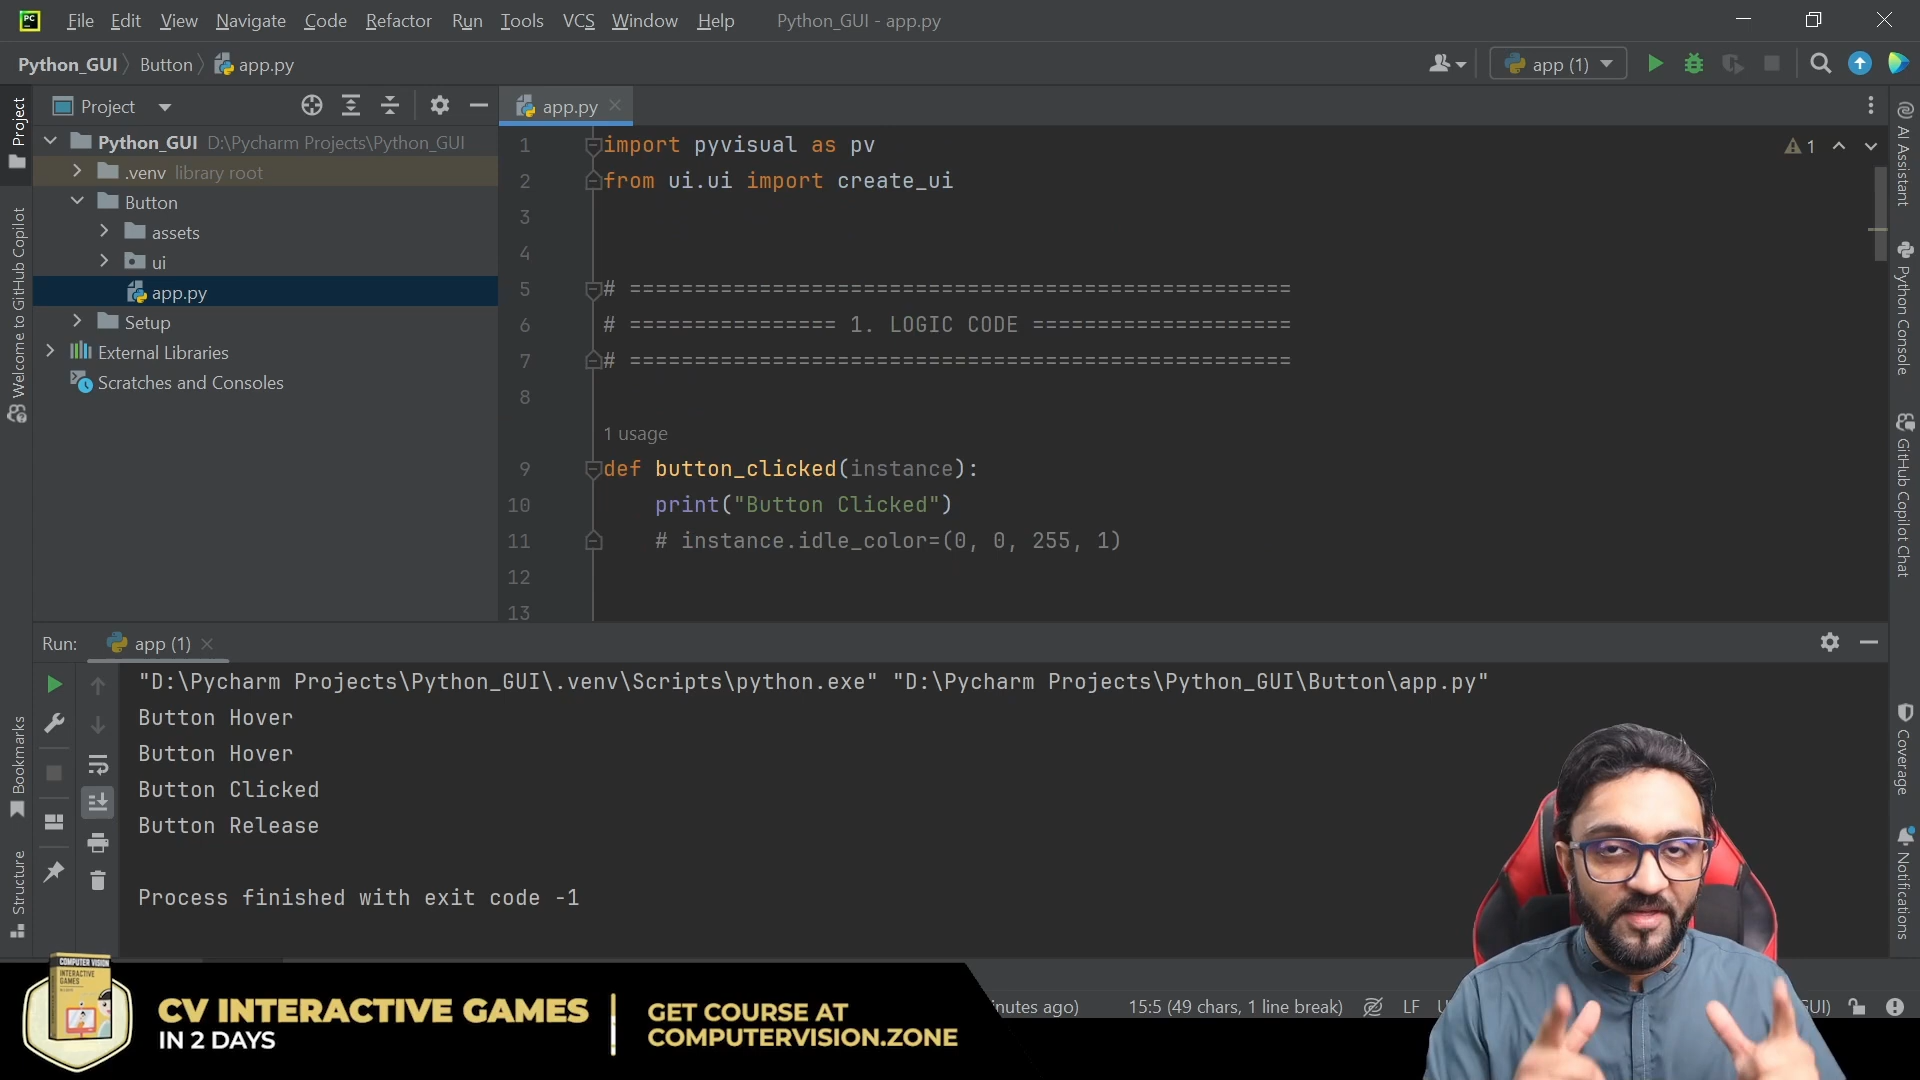 PC
File Edit View Navigate Code Refactor Run Tools VCS Window Help Python_GUI - app.py
Python_GUI Button app.py
app (1)
Project
app.py
Python_GUI D:\Pycharm Projects\Python_GUI
.venv library root
Button
assets
ui
app.py
Setup
External Libraries
Scratches and Consoles
Project
Welcome to GitHub Copilot
Bookmarks
Structure
1 import pyvisual as pv
2 from ui.ui import create_ui
3
4
5 # ===================================================
6 # ================ 1. LOGIC CODE ====================
7 # ===================================================
8
1 usage
9 def button_clicked(instance):
10 print("Button Clicked")
11 # instance.idle_color=(0, 0, 255, 1)
12
13
1
AI Assistant
Python Console
GitHub Copilot Chat
Coverage
Notifications
Run: app (1)
"D:\Pycharm Projects\Python_GUI\.venv\Scripts\python.exe" "D:\Pycharm Projects\Python_GUI\Button\app.py"
Button Hover
Button Hover
Button Clicked
Button Release
Process finished with exit code -1
COMPUTER VISION
INTERACTIVE
GAMES
CV INTERACTIVE GAMES
IN 2 DAYS
GET COURSE AT
COMPUTERVISION.ZONE
nutes ago) 15:5 (49 chars, 1 line break) LF U GUI)